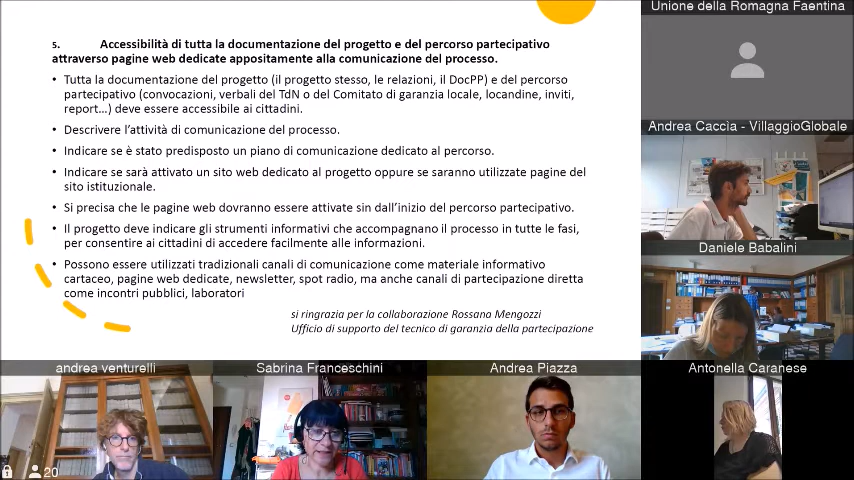 5. Accessibilità di tutta la documentazione del progetto e del percorso partecipativo
attraverso pagine web dedicate appositamente alla comunicazione del processo.
• Tutta la documentazione del progetto (il progetto stesso, le relazioni, il DocPP) e del percorso
partecipativo (convocazioni, verbali del TdN o del Comitato di garanzia locale, locandine, inviti,
report…) deve essere accessibile ai cittadini.
• Descrivere l'attività di comunicazione del processo.
• Indicare se è stato predisposto un piano di comunicazione dedicato al percorso.
• Indicare se sarà attivato un sito web dedicato al progetto oppure se saranno utilizzate pagine del
sito istituzionale.
• Si precisa che le pagine web dovranno essere attivate sin dall'inizio del percorso partecipativo.
• Il progetto deve indicare gli strumenti informativi che accompagnano il processo in tutte le fasi,
per consentire ai cittadini di accedere facilmente alle informazioni.
• Possono essere utilizzati tradizionali canali di comunicazione come materiale informativo
cartaceo, pagine web dedicate, newsletter, spot radio, ma anche canali di partecipazione diretta
come incontri pubblici, laboratori
si ringrazia per la collaborazione Rossana Mengozzi
Ufficio di supporto del tecnico di garanzia della partecipazione
Unione della Romagna Faentina
Andrea Caccìa - VillaggioGlobale
Daniele Babalini
andrea venturelli
Sabrina Franceschini
Andrea Piazza
Antonella Caranese
20